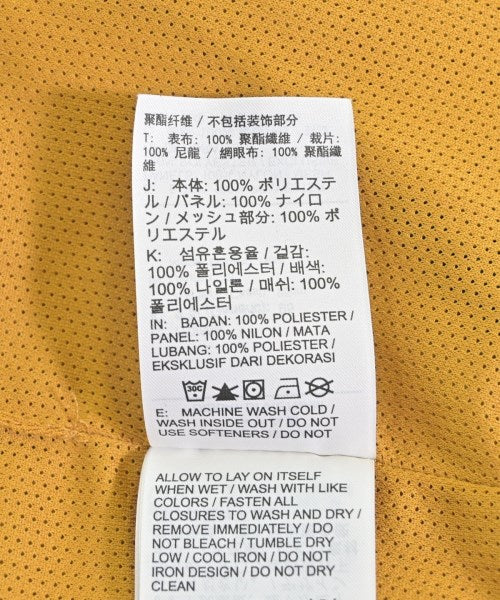 聚酯纤维 / 不包括装饰部分
T: 表布: 100% 聚酯纖維 / 裁片:
100% 尼龍 / 網眼布: 100% 聚酯纖
維
J: 本体: 100% ポリエステ
ル / パネル: 100% ナイロ
ン / メッシュ部分: 100% ポ
リエステル
K: 섬유혼용율 / 겉감:
100% 폴리에스터 / 배색:
100% 나일론 / 매쉬: 100%
폴리에스터
IN: BADAN: 100% POLIESTER /
PANEL: 100% NILON / MATA
LUBANG: 100% POLIESTER /
EKSKLUSIF DARI DEKORASI
30C
E: MACHINE WASH COLD /
WASH INSIDE OUT / DO NOT
USE SOFTENERS / DO NOT
ALLOW TO LAY ON ITSELF
WHEN WET / WASH WITH LIKE
COLORS / FASTEN ALL
CLOSURES TO WASH AND DRY /
REMOVE IMMEDIATELY / DO
NOT BLEACH / TUMBLE DRY
LOW / COOL IRON / DO NOT
IRON DESIGN / DO NOT DRY
CLEAN